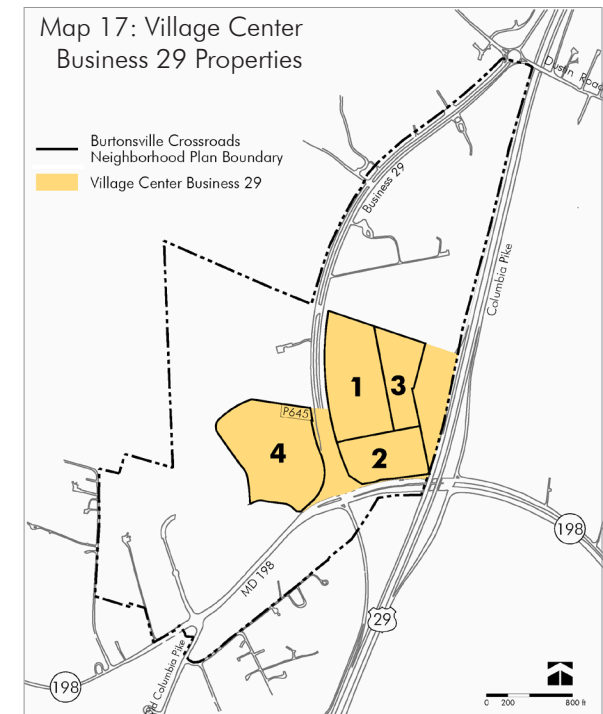 Map 17: Village Center
Business 29 Properties
Dustin Road
Burtonsville Crossroads
Neighborhood Plan Boundary
Village Center Business 29
Business 29
Columbia Pike
1
3
P645
4
2
198
MD 198
29
ld Columbia Pike
198
0 200 800 ft